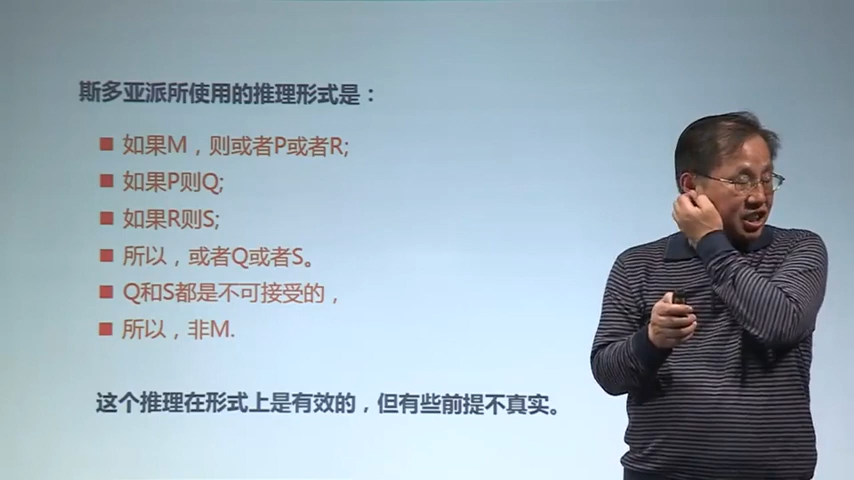 斯多亚派所使用的推理形式是：
如果M，则或者P或者R;
如果P则Q;
如果R则S;
所以，或者Q或者S。
Q和S都是不可接受的，
所以，非M.
这个推理在形式上是有效的，但有些前提不真实。